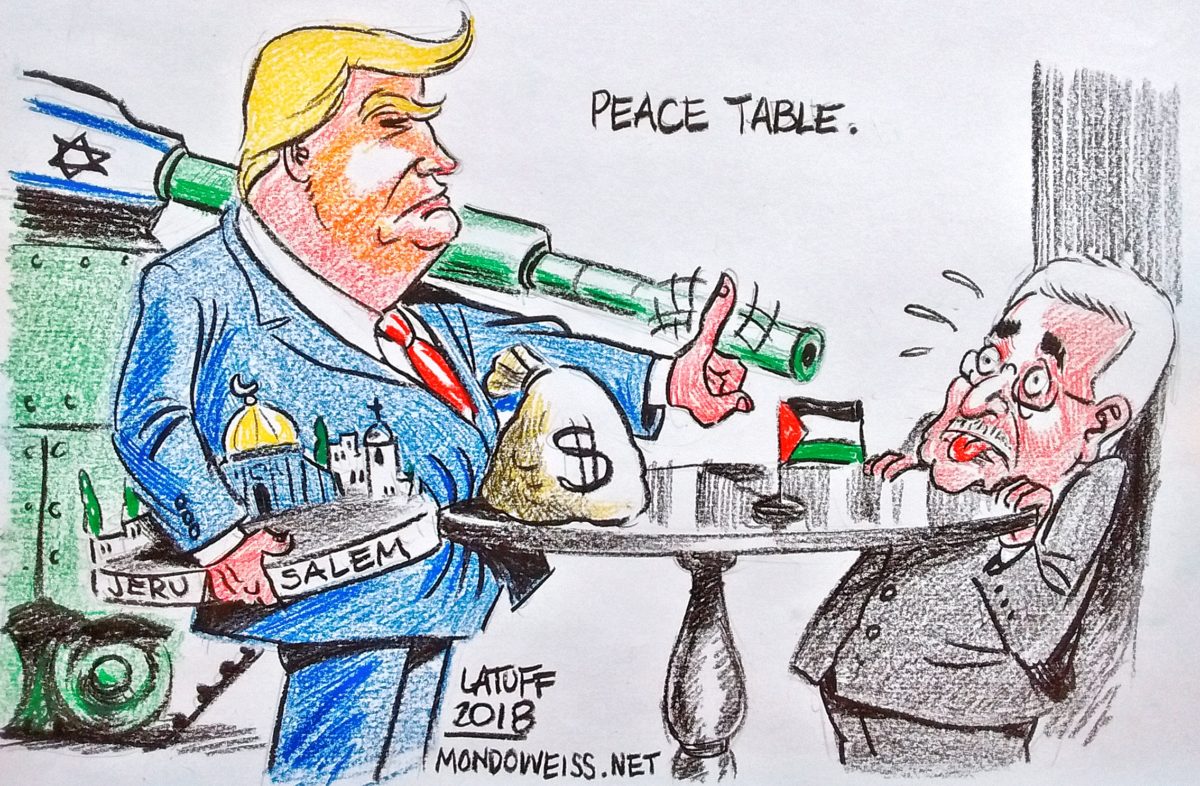 PEACE TABLE.
$
JERU
SALEM
LATUFF
2018
MONDOWEISS.NET